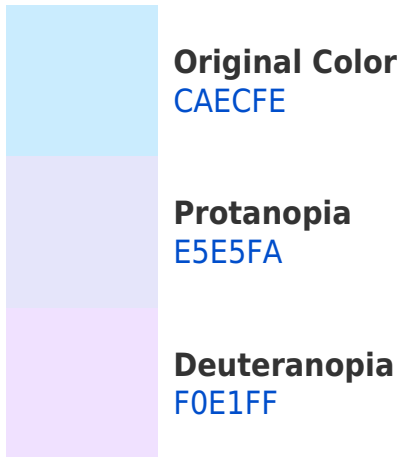 Original Color
CAECFE
Protanopia
E5E5FA
Deuteranopia
F0E1FF